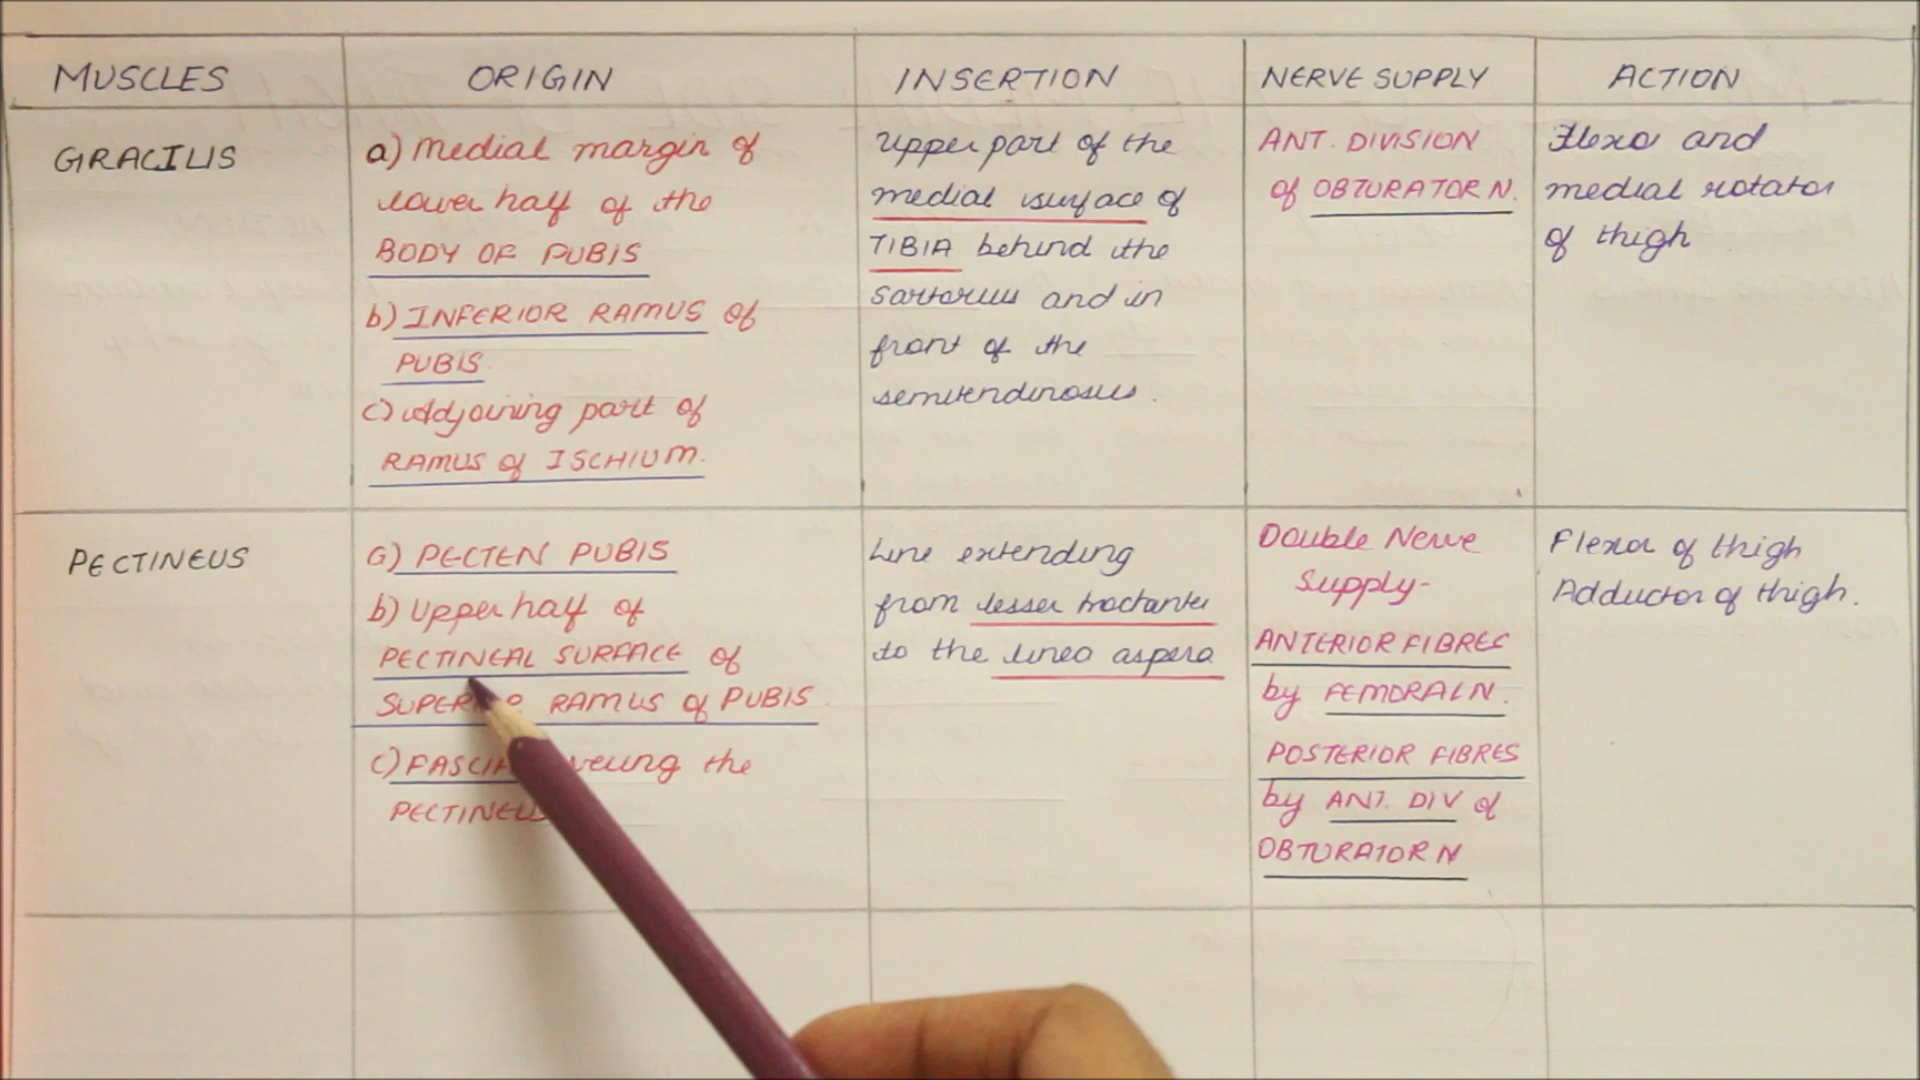 MUSCLES ORIGIN INSERTION NERVE SUPPLY ACTION
GRACILIS
a) Medial margin of
lower half of the
BODY OF PUBIS
b) INFERIOR RAMUS of
PUBIS.
c) Adjoining part of
RAMUS of ISCHIUM.
Upper part of the
medial surface of
TIBIA behind the
sartorius and in
front of the
semitendinosus.
ANT. DIVISION
of OBTURATOR N.
Flexor and
medial rotator
of thigh
PECTINEUS
a) PECTEN PUBIS
b) Upper half of
PECTINEAL SURFACE of
RAMUS of PUBIS.
c) the
Line extending
from lesser troctanter
to the linea aspera
Double Nerve
Supply-
ANTERIOR FIBRES
by FEMORAL N.
POSTERIOR FIBRES
by ANT. DIV of
OBTURATOR N
Flexor of thigh
Adductor of thigh.